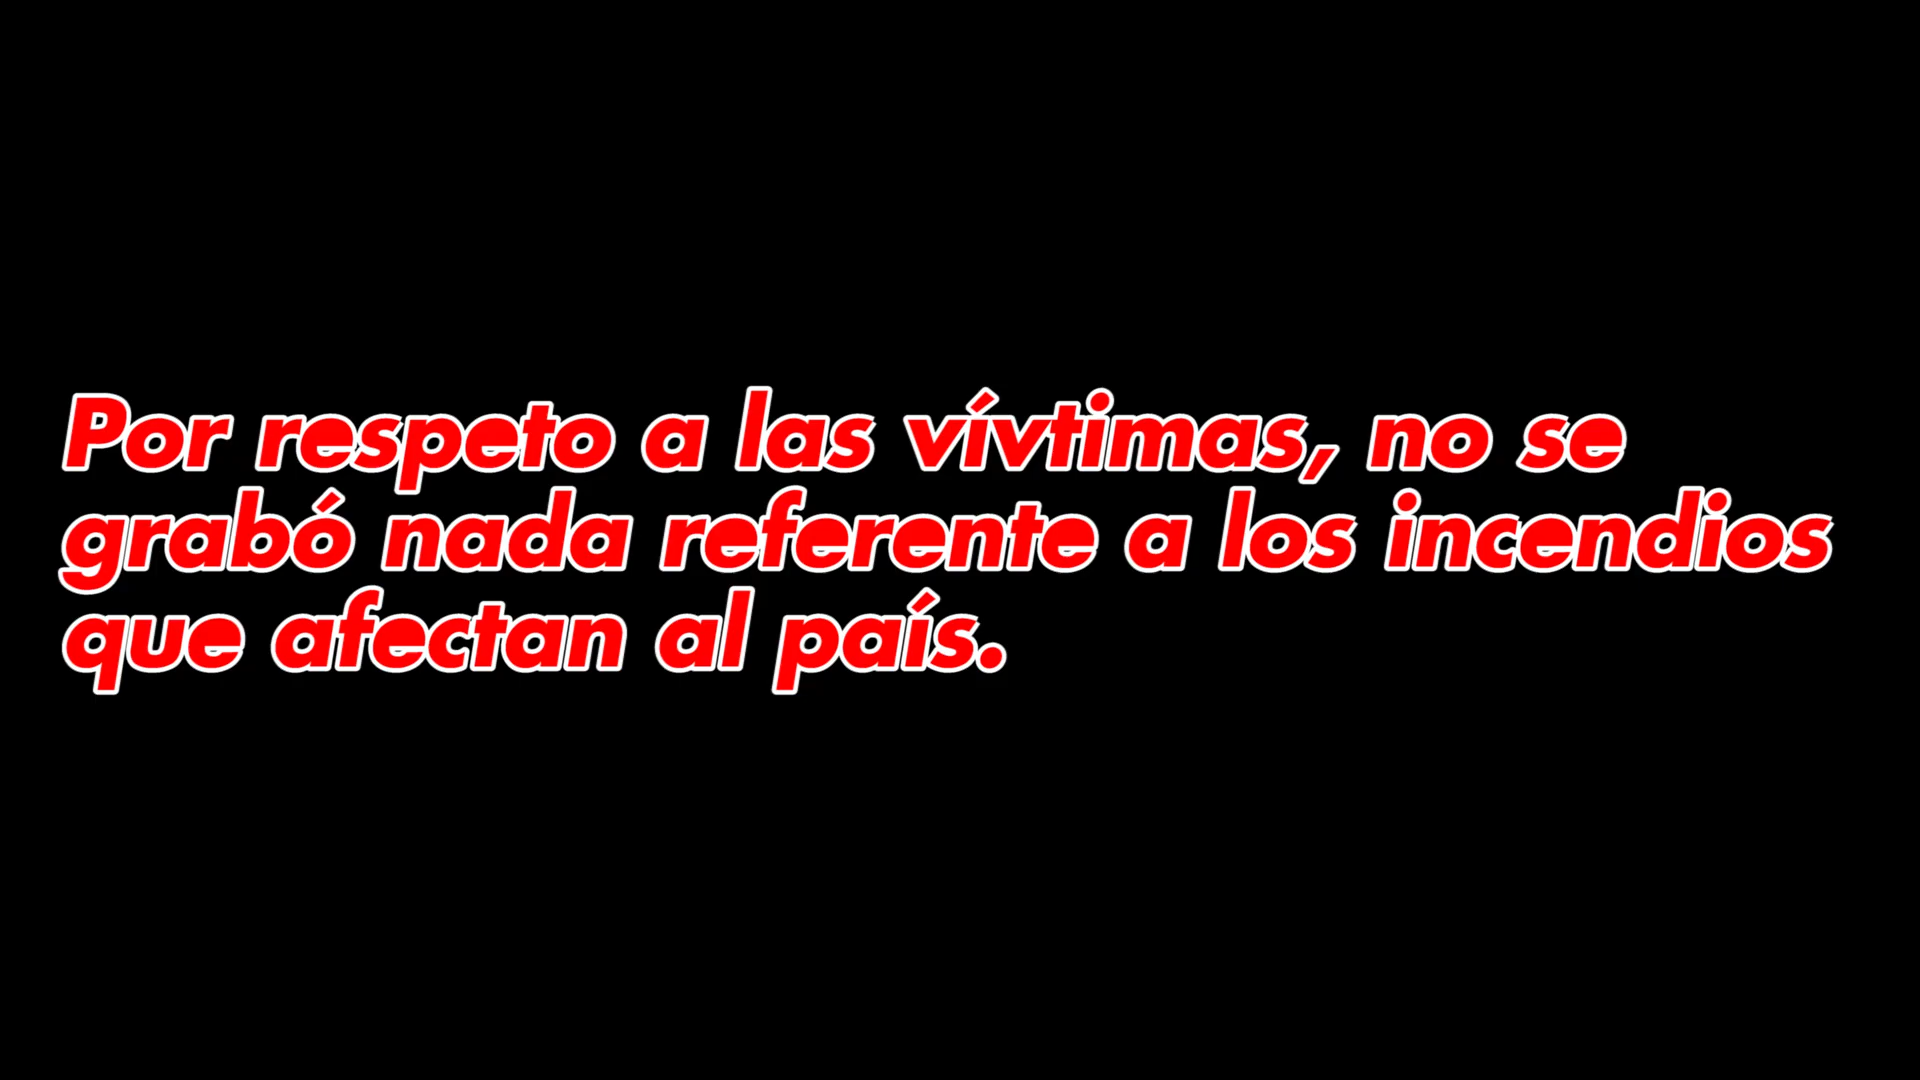 Por respeto a las vívtimas, no se
grabó nada referente a los incendios
que afectan al país.